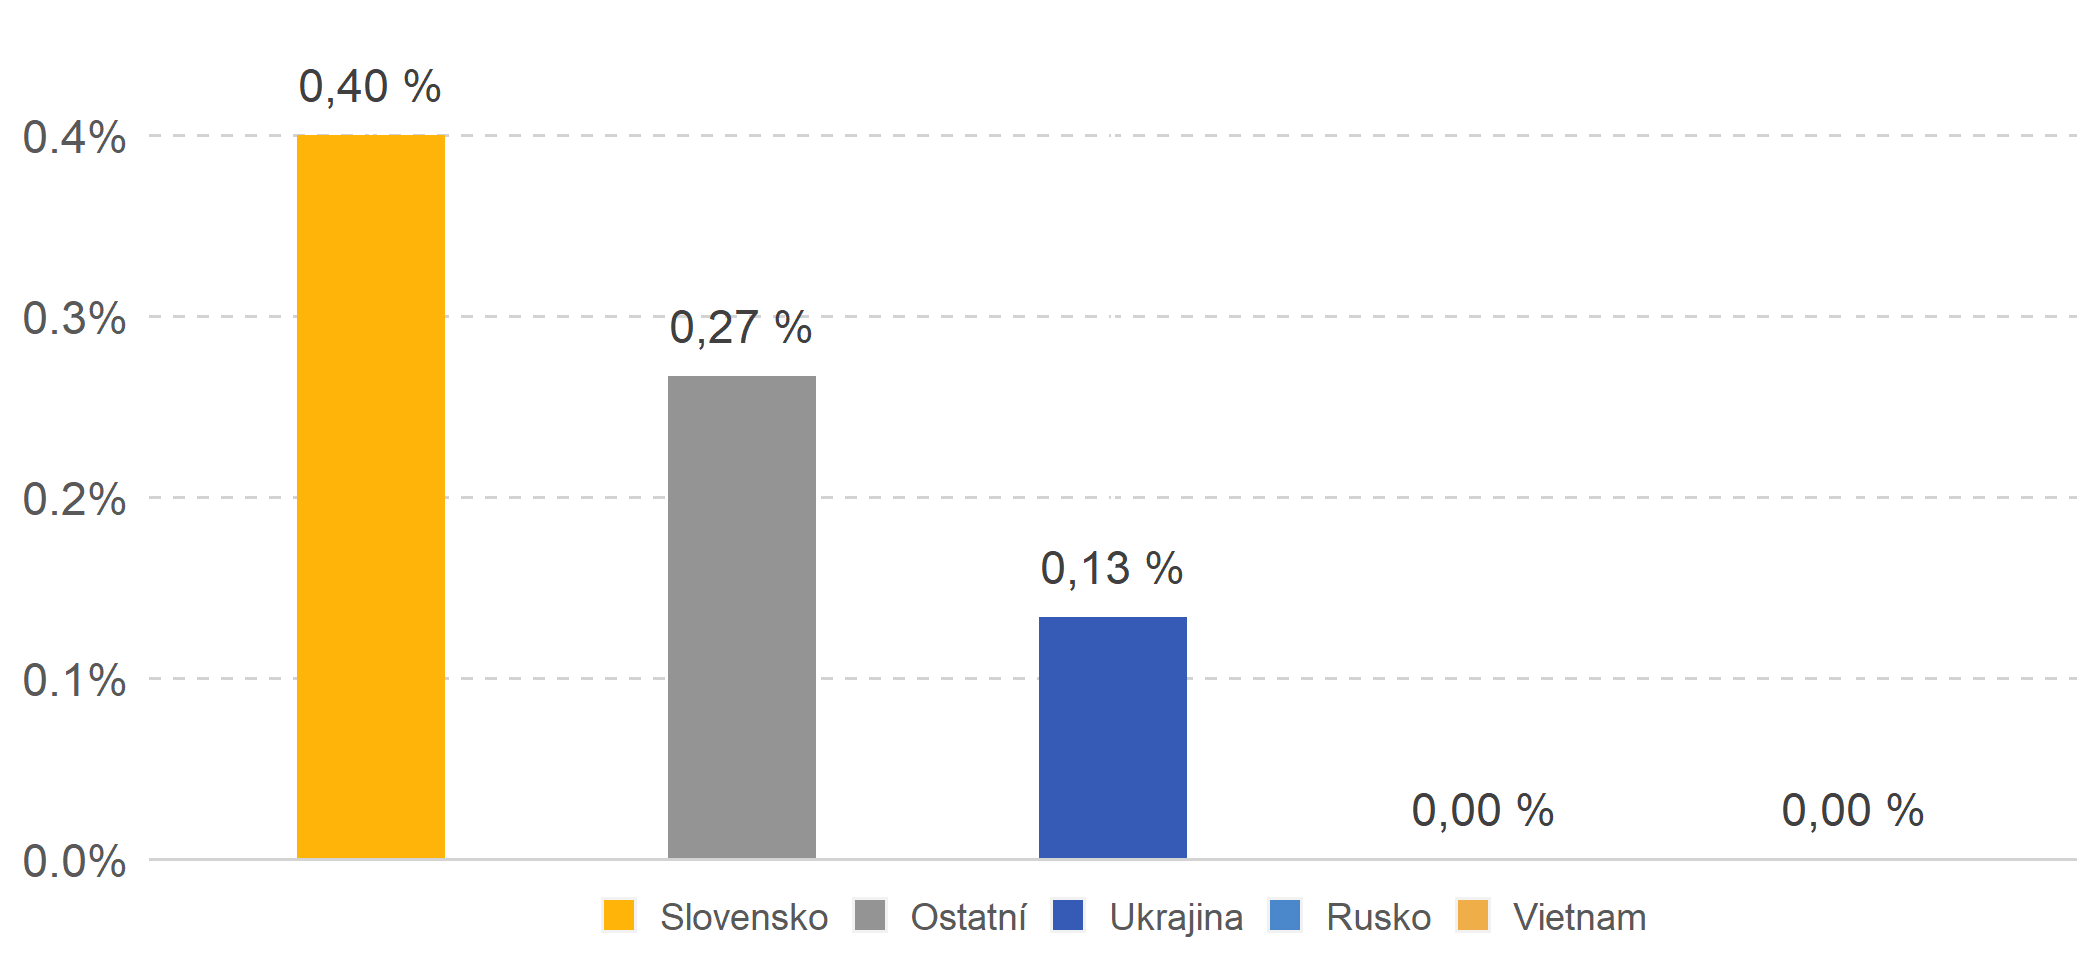 0,40 %
0.4%
0.3%
0,27 %
0.2%
0,13 %
0.1%
0,00 %
0,00 %
0.0%
Slovensko
Ostatní
Ukrajina
Rusko
Vietnam